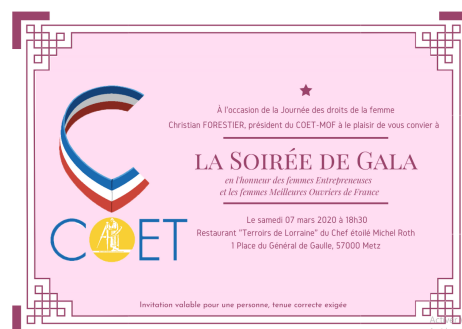 À l'occasion de la Journée des droits de la femme
Christian FORESTIER, président du COET-MOF à le plaisir de vous convier à
LA SOIRÉE DE GALA
en l'honneur des femmes Entrepreneuses
et les femmes Meilleures Ouvriers de France
Le samedi 07 mars 2020 à 18h30
Restaurant "Terroirs de Lorraine" du Chef étoilé Michel Roth
1 Place du Général de Gaulle, 57000 Metz
COET
Invitation valable pour une personne, tenue correcte exigée